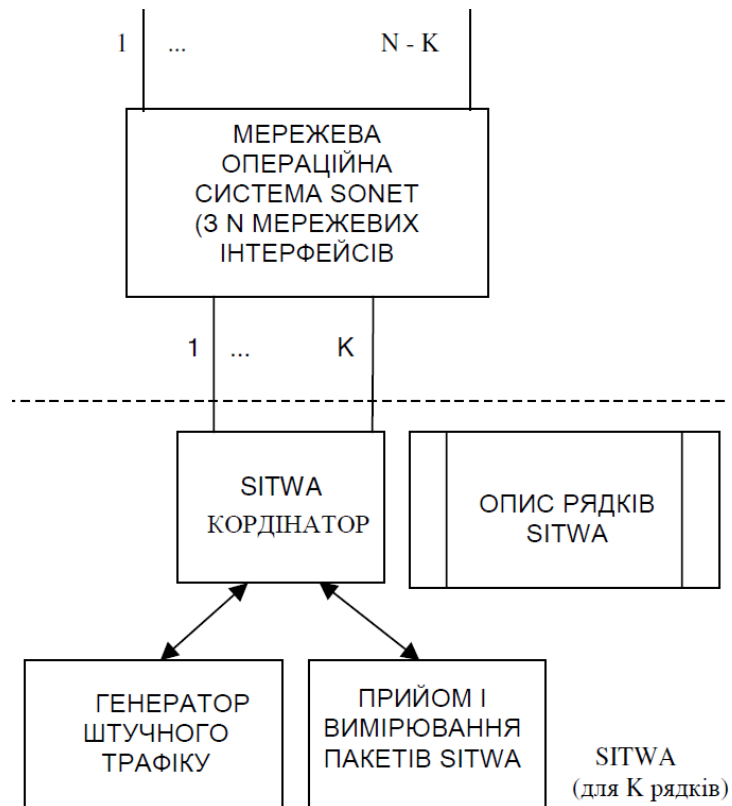 1 ... N - K
МЕРЕЖЕВА
ОПЕРАЦІЙНА
СИСТЕМА SONET
(З N МЕРЕЖЕВИХ
ІНТЕРФЕЙСІВ
1 ... K
SITWA
КОРДІНАТОР
ОПИС РЯДКІВ
SITWA
ГЕНЕРАТОР
ШТУЧНОГО
ТРАФІКУ
ПРИЙОМ І
ВИМІРЮВАННЯ
ПАКЕТІВ SITWA
SITWA
(для K рядків)